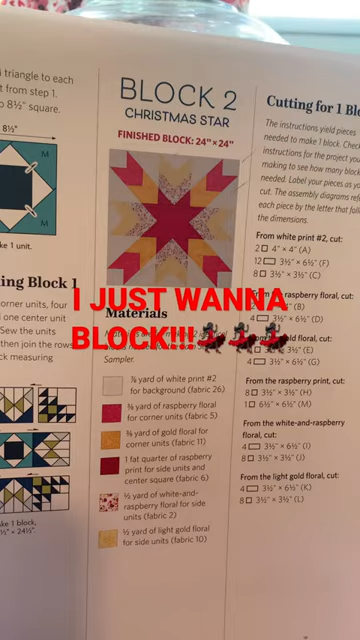 i triangle to each
t from step 1.
o 8½" square.
8½"
M
M
ke 1 unit.
ing Block 1
orner units, four
one center unit
Sew the units
then join the rows
ck measuring
ke 1 block,
½" × 24½".
BLOCK 2
CHRISTMAS STAR
FINISHED BLOCK: 24" × 24"
I JUST WANNA
BLOCK!!!💃🏿💃🏿💃🏿
Materials
Sampler.
⅞ yard of white print #2
for background (fabric 26)
⅝ yard of raspberry floral for
corner units (fabric 5)
⅜ yard of gold floral for
corner units (fabric 11)
1 fat quarter of raspberry
print for side units and
center square (fabric 6)
½ yard of white-and-
raspberry floral for side
units (fabric 2)
½ yard of light gold floral
for side units (fabric 10)
Cutting for 1 Blo
The instructions yield pieces
needed to make 1 block. Check
instructions for the project you
making to see how many block
needed. Label your pieces as yo
cut. The assembly diagrams refe
each piece by the letter that foll
the dimensions.
From white print #2, cut:
2 4" × 4" (A)
12 3½" × 6½" (F)
8 3½" × 3½" (C)
raspberry floral, cut:
4" (B)
4 3½" × 6½" (D)
gold floral, cut:
3½" (E)
4 3½" × 6½" (G)
From the raspberry print, cut:
8 3½" × 3½" (H)
1 6½" × 6½" (M)
From the white-and-raspberry
floral, cut:
4 3½" × 6½" (I)
8 3½" × 3½" (J)
From the light gold floral, cut:
4 3½" × 6½" (K)
8 3½" × 3½" (L)